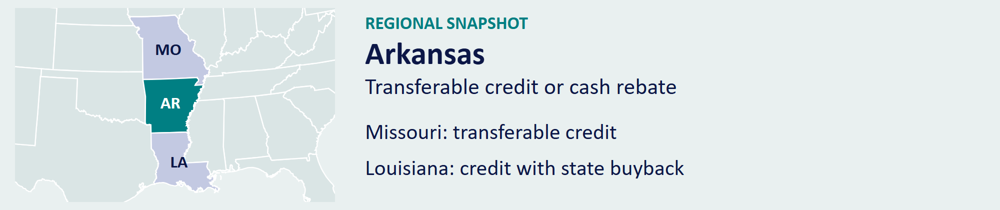 MO
AR
LA
REGIONAL SNAPSHOT
Arkansas
Transferable credit or cash rebate
Missouri: transferable credit
Louisiana: credit with state buyback